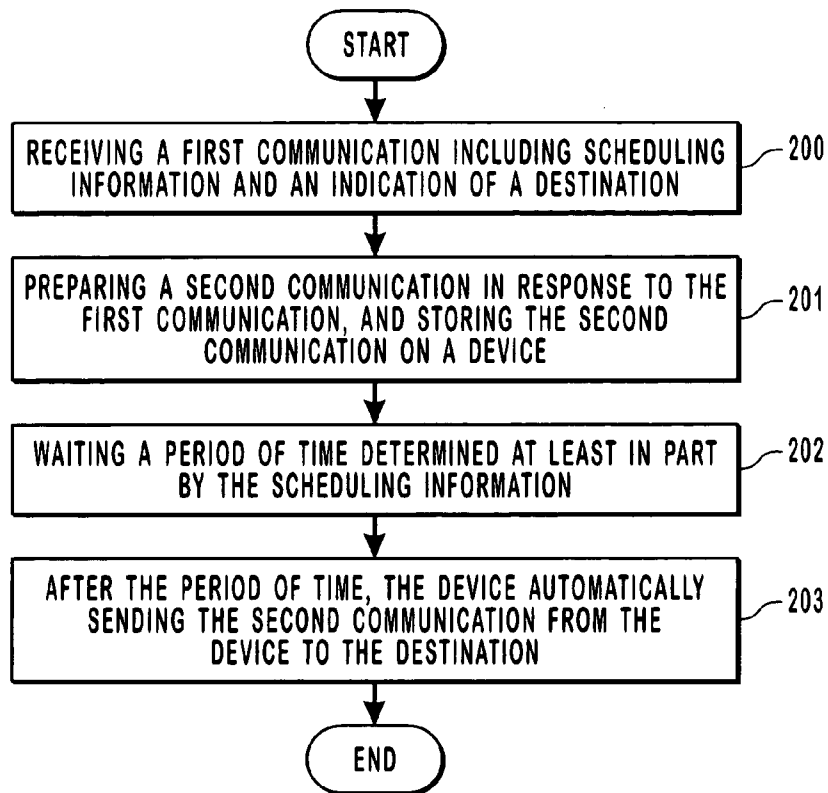 START
RECEIVING A FIRST COMMUNICATION INCLUDING SCHEDULING
INFORMATION AND AN INDICATION OF A DESTINATION
200
PREPARING A SECOND COMMUNICATION IN RESPONSE TO THE
FIRST COMMUNICATION, AND STORING THE SECOND
COMMUNICATION ON A DEVICE
201
WAITING A PERIOD OF TIME DETERMINED AT LEAST IN PART
BY THE SCHEDULING INFORMATION
202
AFTER THE PERIOD OF TIME, THE DEVICE AUTOMATICALLY
SENDING THE SECOND COMMUNICATION FROM THE
DEVICE TO THE DESTINATION
203
END